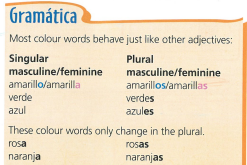 Gramática
Most colour words behave just like other adjectives:
Singular Plural
masculine/feminine masculine/feminine
amarillo/amarilla amarillos/amarillas
verde verdes
azul azules
These colour words only change in the plural.
rosa rosas
naranja naranjas